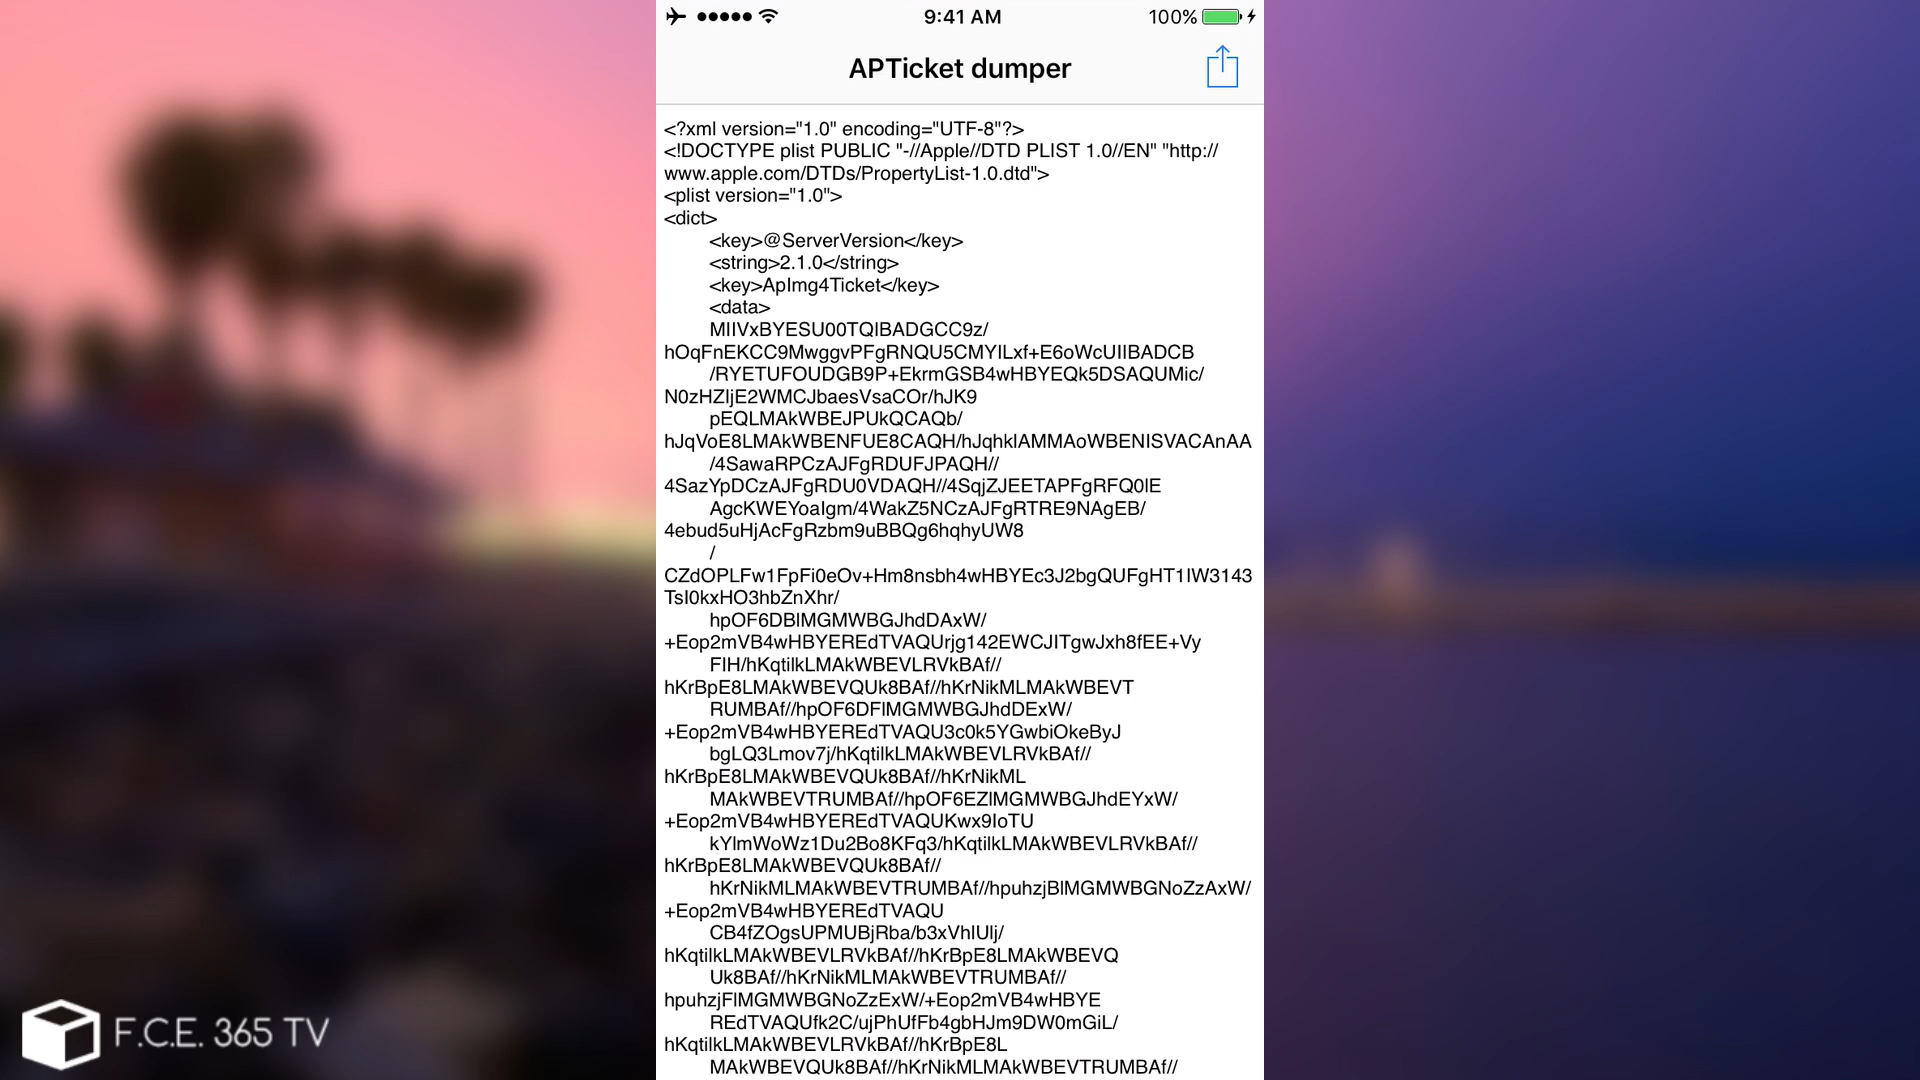 9:41 AM
100%
APTicket dumper
<?xml version="1.0" encoding="UTF-8"?>
<!DOCTYPE plist PUBLIC "-//Apple//DTD PLIST 1.0//EN" "http://
www.apple.com/DTDs/PropertyList-1.0.dtd">
<plist version="1.0">
<dict>
<key>@ServerVersion</key>
<string>2.1.0</string>
<key>ApImg4Ticket</key>
<data>
MIIVxBYESU00TQIBADGCC9z/
hOqFnEKCC9MwggvPFgRNQU5CMYILxf+E6oWcUIIBADCB
/RYETUFOUDGB9P+EkrmGSB4wHBYEQk5DSAQUMic/
N0zHZIjE2WMCJbaesVsaCOr/hJK9
pEQLMAkWBEJPUkQCAQb/
hJqVoE8LMAkWBENFUE8CAQH/hJqhklAMMAoWBENISVACAnAA
/4SawaRPCzAJFgRDUFJPAQH//
4SazYpDCzAJFgRDU0VDAQH//4SqjZJEETAPFgRFQ0lE
AgcKWEYoaIgm/4WakZ5NCzAJFgRTRE9NAgEB/
4ebud5uHjAcFgRzbm9uBBQg6hqhyUW8
/
CZdOPLFw1FpFi0eOv+Hm8nsbh4wHBYEc3J2bgQUFgHT1IW3143
TsI0kxHO3hbZnXhr/
hpOF6DBlMGMWBGJhdDAxW/
+Eop2mVB4wHBYEREdTVAQUrjg142EWCJITgwJxh8fEE+Vy
FIH/hKqtilkLMAkWBEVLRVkBAf//
hKrBpE8LMAkWBEVQUk8BAf//hKrNikMLMAkWBEVT
RUMBAf//hpOF6DFlMGMWBGJhdDExW/
+Eop2mVB4wHBYEREdTVAQU3c0k5YGwbiOkeByJ
bgLQ3Lmov7j/hKqtilkLMAkWBEVLRVkBAf//
hKrBpE8LMAkWBEVQUk8BAf//hKrNikML
MAkWBEVTRUMBAf//hpOF6EZlMGMWBGJhdEYxW/
+Eop2mVB4wHBYEREdTVAQUKwx9IoTU
kYlmWoWz1Du2Bo8KFq3/hKqtilkLMAkWBEVLRVkBAf//
hKrBpE8LMAkWBEVQUk8BAf//
hKrNikMLMAkWBEVTRUMBAf//hpuhzjBlMGMWBGNoZzAxW/
+Eop2mVB4wHBYEREdTVAQU
CB4fZOgsUPMUBjRba/b3xVhIUlj/
hKqtilkLMAkWBEVLRVkBAf//hKrBpE8LMAkWBEVQ
Uk8BAf//hKrNikMLMAkWBEVTRUMBAf//
hpuhzjFlMGMWBGNoZzExW/+Eop2mVB4wHBYE
REdTVAQUfk2C/ujPhUfFb4gbHJm9DW0mGiL/
hKqtilkLMAkWBEVLRVkBAf//hKrBpE8L
MAkWBEVQUk8BAf//hKrNikMLMAkWBEVTRUMBAf//
F.C.E. 365 TV